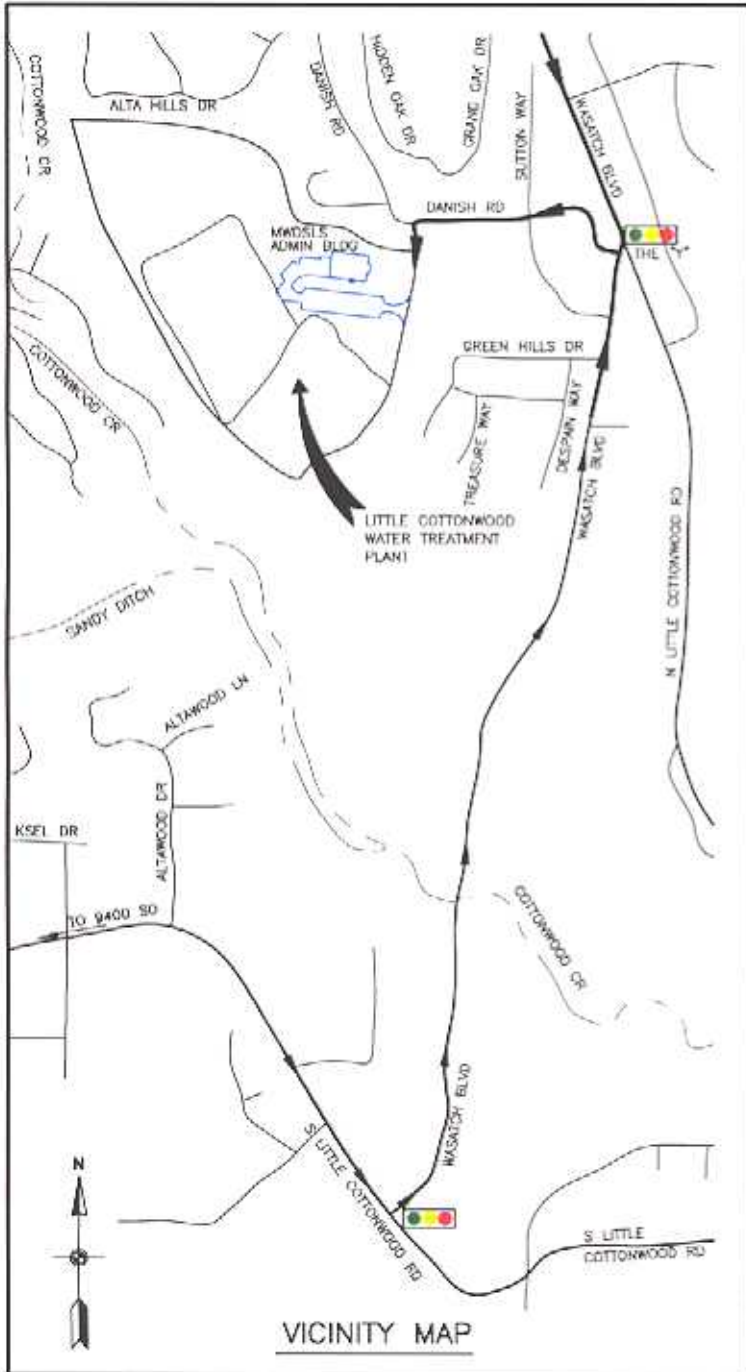 COTTONWOOD CR
ALTA HILLS DR
DANISH RD
HIDDEN OAK DR
GRAND OAK DR
SUTTON WAY
WASATCH BLVD
DANISH RD
THE "Y"
MWDSLS
ADMIN BLDG
GREEN HILLS DR
COTTONWOOD CR
TREASURE WAY
DESPAIN WAY
WASATCH BLVD
N LITTLE COTTONWOOD RD
LITTLE COTTONWOOD
WATER TREATMENT
PLANT
SANDY DITCH
ALTAWOOD LN
KSEL DR
ALTAWOOD DR
TO 9400 SO
COTTONWOOD CR
WASATCH BLVD
S LITTLE COTTONWOOD RD
N
S LITTLE
COTTONWOOD RD
VICINITY MAP